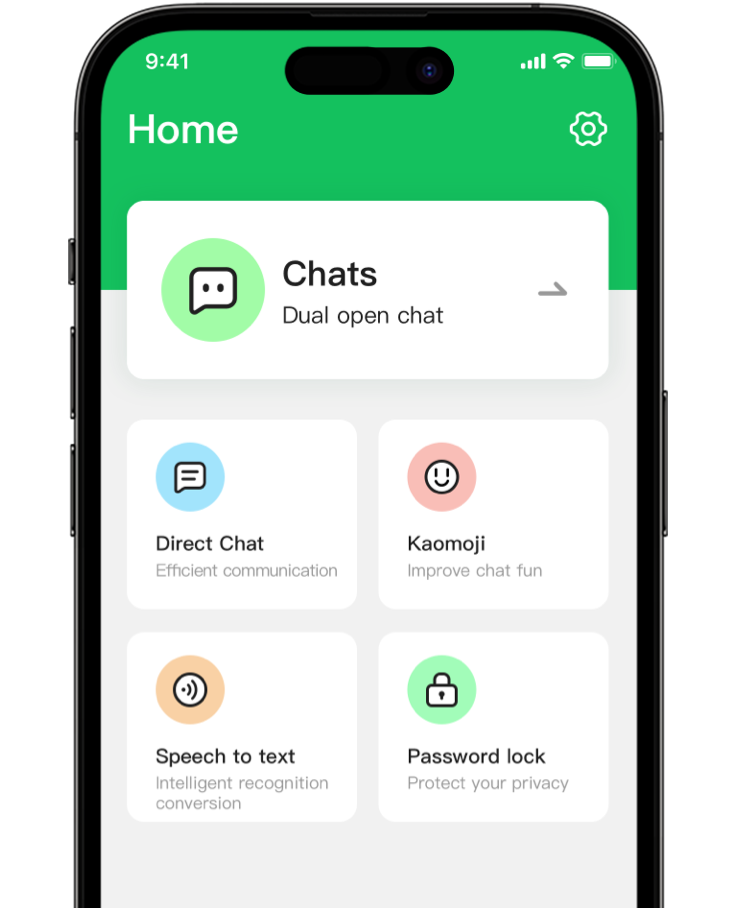 9:41
Home
Chats
Dual open chat
Direct Chat
Efficient communication
Kaomoji
Improve chat fun
Speech to text
Intelligent recognition
conversion
Password lock
Protect your privacy